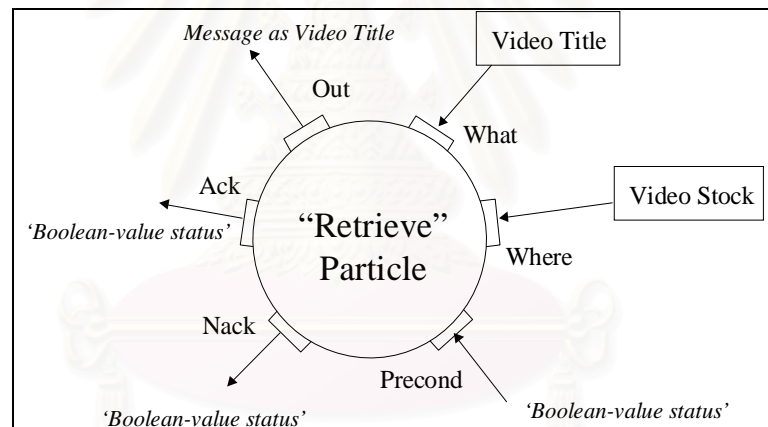 Message as Video Title
Video Title
Out
What
Ack
Video Stock
‘Boolean-value status’
“Retrieve”
Particle
Where
Nack
Precond
‘Boolean-value status’
‘Boolean-value status’